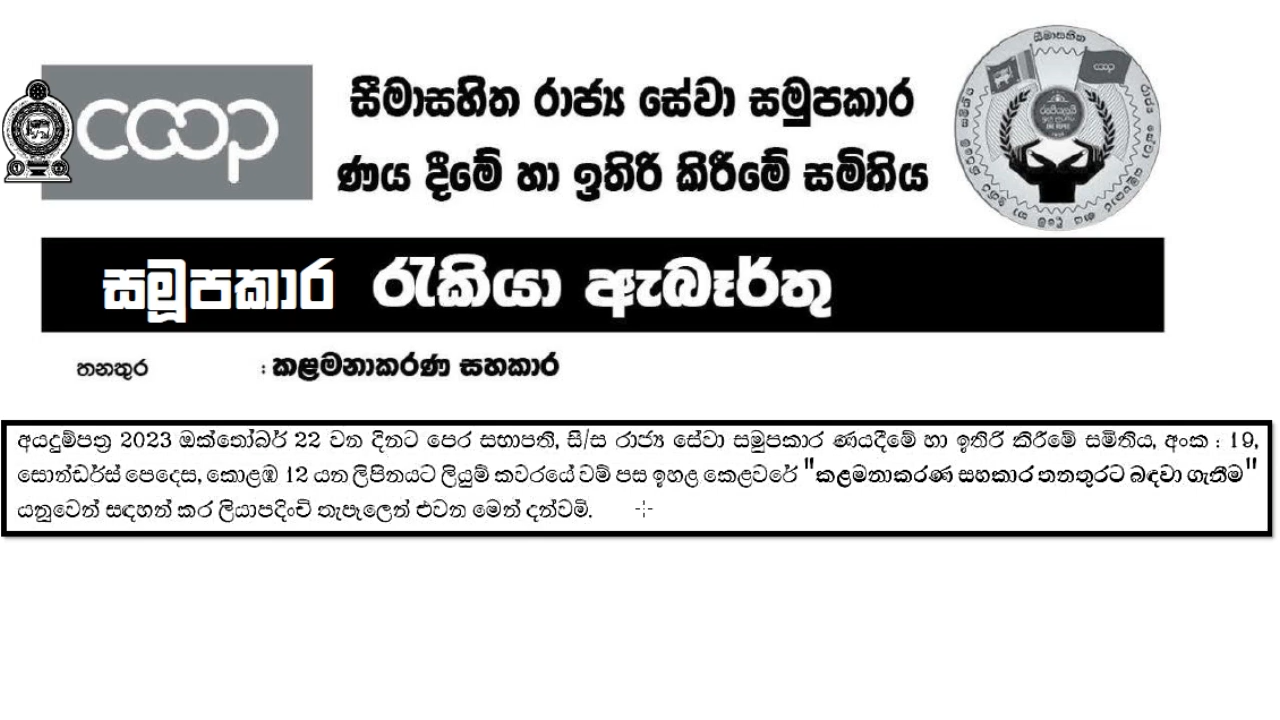 coop
සීමාසහිත රාජ්‍ය සේවා සමුපකාර
ණය දීමේ හා ඉතිරි කිරීමේ සමිතිය
සීමාසහිත
coop
සමූපකාර රැකියා ඇබෑර්තු
තනතුර : කළමනාකරණ සහකාර
අයදුම්පත්‍ර 2023 ඔක්තෝබර් 22 වන දිනට පෙර සභාපති, සී/ස රාජ්‍ය සේවා සමුපකාර ණයදීමේ හා ඉතිරි කිරීමේ සමිතිය, අංක : 19,
සොන්ඩර්ස් පෙදෙස, කොළඹ 12 යන ලිපිනයට ලියුම් කවරයේ වම් පස ඉහළ කෙළවරේ "කළමනාකරණ සහකාර තනතුරට බඳවා ගැනීම"
යනුවෙන් සඳහන් කර ලියාපදිංචි තැපෑලෙන් එවන මෙන් දන්වමි.